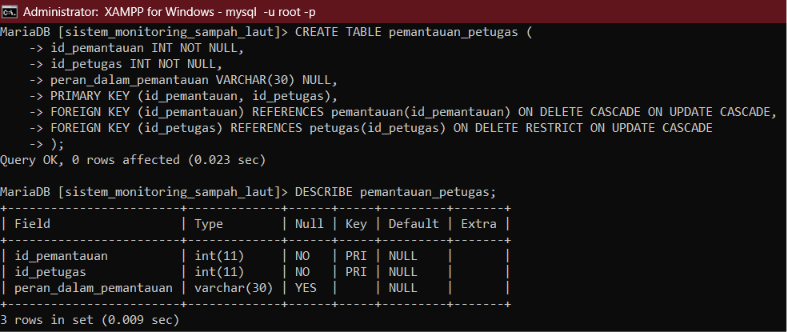 Administrator: XAMPP for Windows - mysql -u root -p
MariaDB [sistem_monitoring_sampah_laut]> CREATE TABLE pemantauan_petugas (
    -> id_pemantauan INT NOT NULL,
    -> id_petugas INT NOT NULL,
    -> peran_dalam_pemantauan VARCHAR(30) NULL,
    -> PRIMARY KEY (id_pemantauan, id_petugas),
    -> FOREIGN KEY (id_pemantauan) REFERENCES pemantauan(id_pemantauan) ON DELETE CASCADE ON UPDATE CASCADE,
    -> FOREIGN KEY (id_petugas) REFERENCES petugas(id_petugas) ON DELETE RESTRICT ON UPDATE CASCADE
    -> );
Query OK, 0 rows affected (0.023 sec)
MariaDB [sistem_monitoring_sampah_laut]> DESCRIBE pemantauan_petugas;
+------------------------+-------------+------+-----+---------+-------+
| Field                  | Type        | Null | Key | Default | Extra |
+------------------------+-------------+------+-----+---------+-------+
| id_pemantauan          | int(11)     | NO   | PRI | NULL    |       |
| id_petugas             | int(11)     | NO   | PRI | NULL    |       |
| peran_dalam_pemantauan | varchar(30) | YES  |     | NULL    |       |
+------------------------+-------------+------+-----+---------+-------+
3 rows in set (0.009 sec)